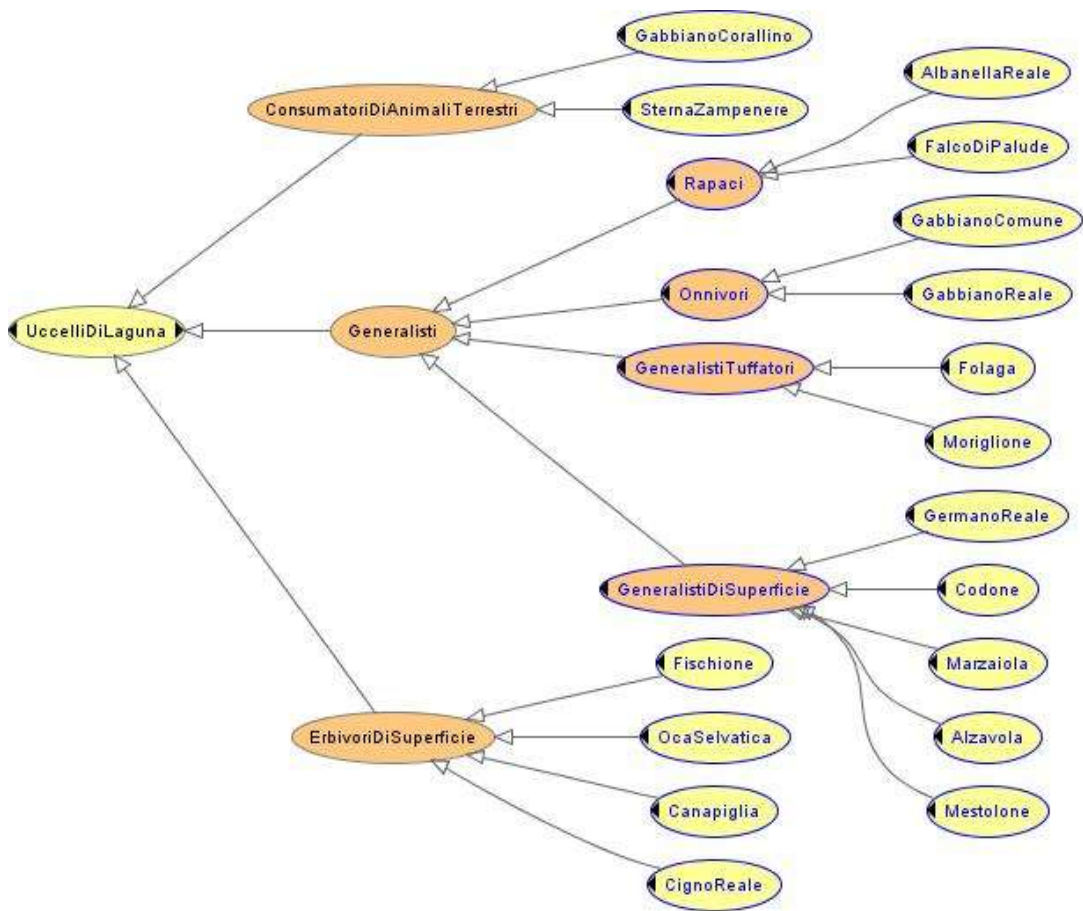 GabbianoCorallino
AlbanellaReale
ConsumatoriDiAnimaliTerrestri
SternaZampenere
FalcoDiPalude
Rapaci
GabbianoComune
Onnivori
GabbianoReale
UccelliDiLaguna
Generalisti
GeneralistiTuffatori
Folaga
Moriglione
GermanoReale
GeneralistiDiSuperficie
Codone
Fischione
Marzaiola
ErbivoriDiSuperficie
OcaSelvatica
Alzavola
Canapiglia
Mestolone
CignoReale